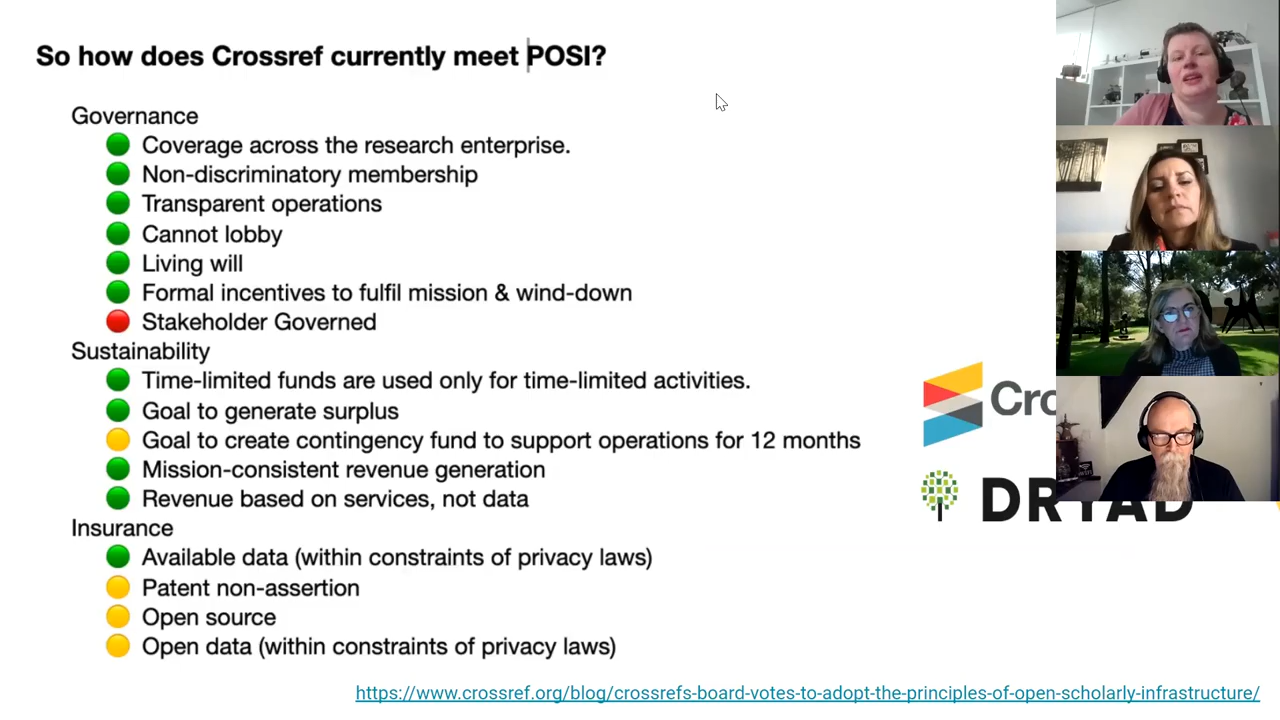 So how does Crossref currently meet POSI?
Governance
Coverage across the research enterprise.
Non-discriminatory membership
Transparent operations
Cannot lobby
Living will
Formal incentives to fulfil mission & wind-down
Stakeholder Governed
Sustainability
Time-limited funds are used only for time-limited activities.
Goal to generate surplus
Goal to create contingency fund to support operations for 12 months
Mission-consistent revenue generation
Revenue based on services, not data
Cro
DRYAD
Insurance
Available data (within constraints of privacy laws)
Patent non-assertion
Open source
Open data (within constraints of privacy laws)
https://www.crossref.org/blog/crossrefs-board-votes-to-adopt-the-principles-of-open-scholarly-infrastructure/